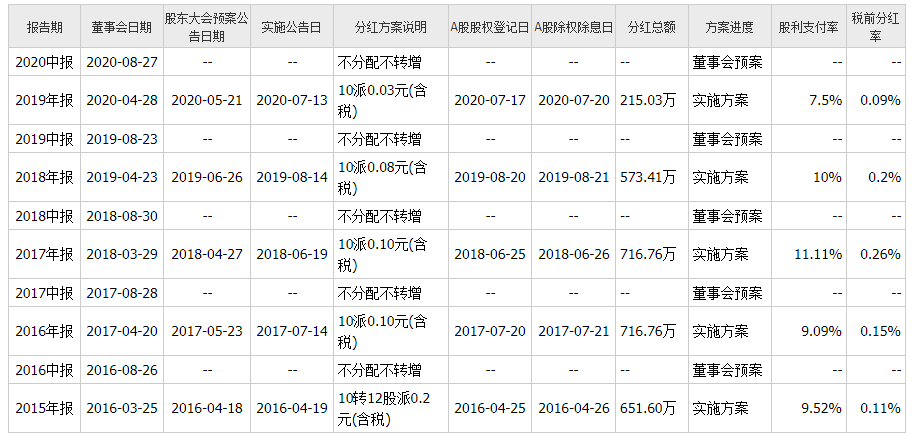 报告期 董事会日期 股东大会预案公告日期 实施公告日 分红方案说明 A股股权登记日 A股除权除息日 分红总额 方案进度 股利支付率 税前分红率
2020中报 2020-08-27 -- -- 不分配不转增 -- -- -- 董事会预案 -- --
2019年报 2020-04-28 2020-05-21 2020-07-13 10派0.03元(含税) 2020-07-17 2020-07-20 215.03万 实施方案 7.5% 0.09%
2019中报 2019-08-23 -- -- 不分配不转增 -- -- -- 董事会预案 -- --
2018年报 2019-04-23 2019-06-26 2019-08-14 10派0.08元(含税) 2019-08-20 2019-08-21 573.41万 实施方案 10% 0.2%
2018中报 2018-08-30 -- -- 不分配不转增 -- -- -- 董事会预案 -- --
2017年报 2018-03-29 2018-04-27 2018-06-19 10派0.10元(含税) 2018-06-25 2018-06-26 716.76万 实施方案 11.11% 0.26%
2017中报 2017-08-28 -- -- 不分配不转增 -- -- -- 董事会预案 -- --
2016年报 2017-04-20 2017-05-23 2017-07-14 10派0.10元(含税) 2017-07-20 2017-07-21 716.76万 实施方案 9.09% 0.15%
2016中报 2016-08-26 -- -- 不分配不转增 -- -- -- 董事会预案 -- --
2015年报 2016-03-25 2016-04-18 2016-04-19 10转12股派0.2元(含税) 2016-04-25 2016-04-26 651.60万 实施方案 9.52% 0.11%